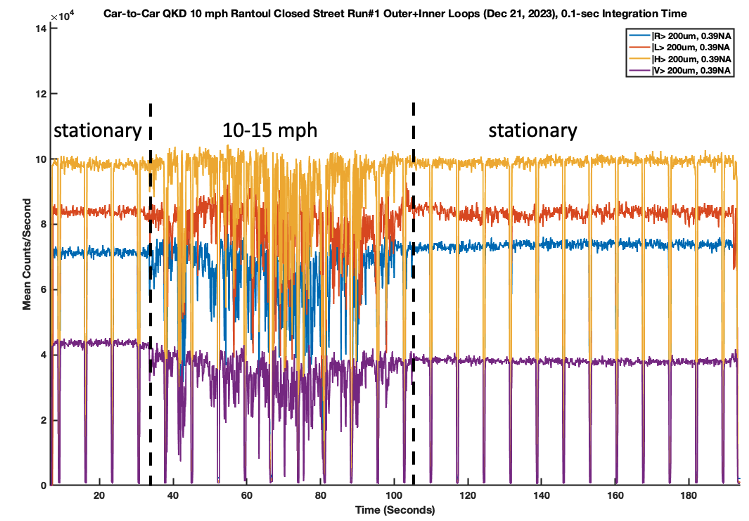 Car-to-Car QKD 10 mph Rantoul Closed Street Run#1 Outer+Inner Loops (Dec 21, 2023), 0.1-sec Integration Time
×10⁴
14
12
10
8
6
4
2
0
Mean Counts/Second
|R> 200um, 0.39NA
|L> 200um, 0.39NA
|H> 200um, 0.39NA
|V> 200um, 0.39NA
stationary
10-15 mph
stationary
20 40 60 80 100 120 140 160 180
Time (Seconds)